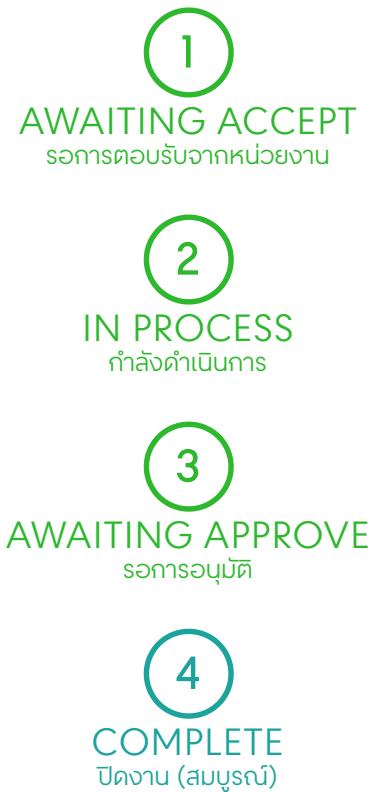 1
AWAITING ACCEPT
รอการตอบรับจากหน่วยงาน
2
IN PROCESS
กำลังดำเนินการ
3
AWAITING APPROVE
รอการอนุมัติ
4
COMPLETE
ปิดงาน (สมบูรณ์)